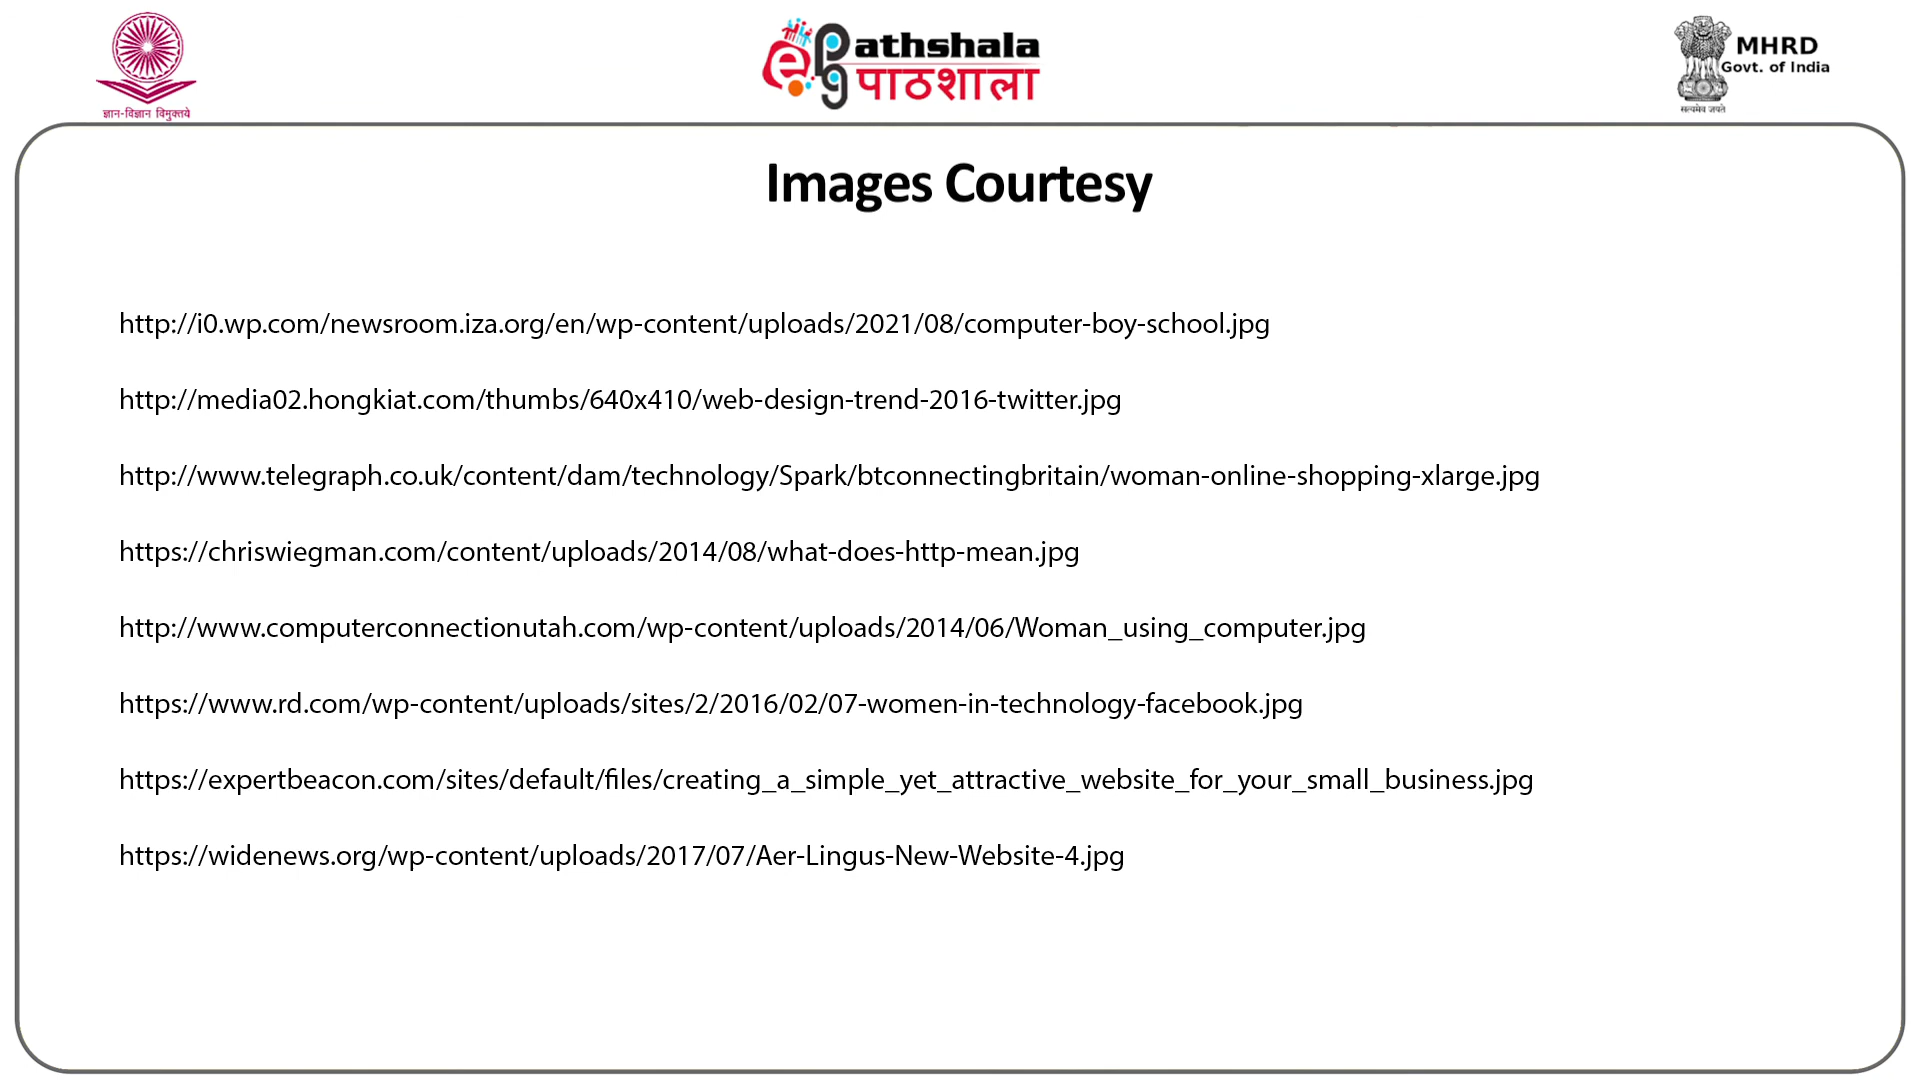 ज्ञान-विज्ञान विमुक्तये
e PG Pathshala
पाठशाला
MHRD
Govt. of India
सत्यमेव जयते
Images Courtesy
http://i0.wp.com/newsroom.iza.org/en/wp-content/uploads/2021/08/computer-boy-school.jpg
http://media02.hongkiat.com/thumbs/640x410/web-design-trend-2016-twitter.jpg
http://www.telegraph.co.uk/content/dam/technology/Spark/btconnectingbritain/woman-online-shopping-xlarge.jpg
https://chriswiegman.com/content/uploads/2014/08/what-does-http-mean.jpg
http://www.computerconnectionutah.com/wp-content/uploads/2014/06/Woman_using_computer.jpg
https://www.rd.com/wp-content/uploads/sites/2/2016/02/07-women-in-technology-facebook.jpg
https://expertbeacon.com/sites/default/files/creating_a_simple_yet_attractive_website_for_your_small_business.jpg
https://widenews.org/wp-content/uploads/2017/07/Aer-Lingus-New-Website-4.jpg